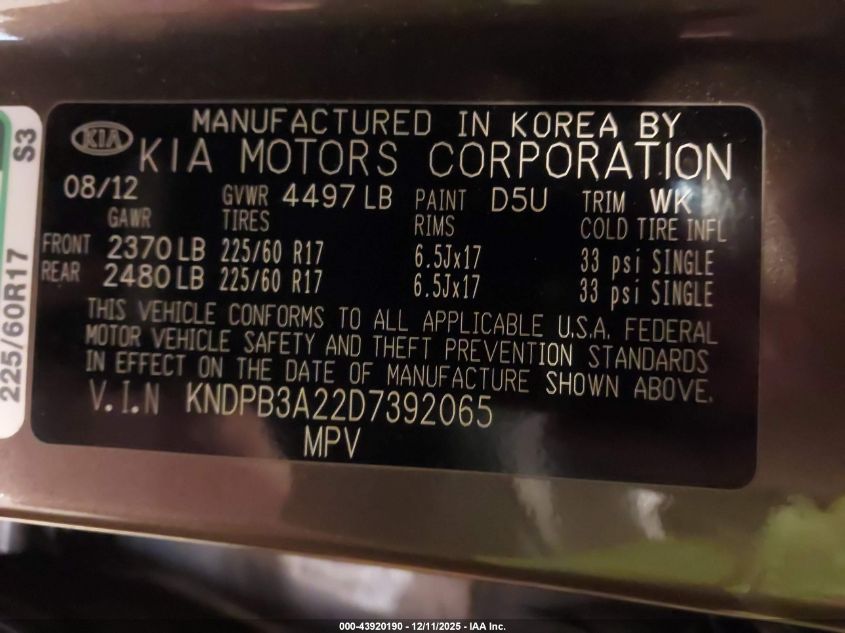 S3
225/60R17
KIA
MANUFACTURED IN KOREA BY
KIA MOTORS CORPORATION
08/12 GVWR 4497 LB PAINT D5U TRIM WK
GAWR TIRES RIMS COLD TIRE INFL
FRONT 2370 LB 225/60 R17 6.5Jx17 33 psi SINGLE
REAR 2480 LB 225/60 R17 6.5Jx17 33 psi SINGLE
THIS VEHICLE CONFORMS TO ALL APPLICABLE U.S.A. FEDERAL
MOTOR VEHICLE SAFETY AND THEFT PREVENTION STANDARDS
IN EFFECT ON THE DATE OF MANUFACTURE SHOWN ABOVE.
V.I.N KNDPB3A22D7392065
MPV
000-43920190 - 12/11/2025 - IAA Inc.